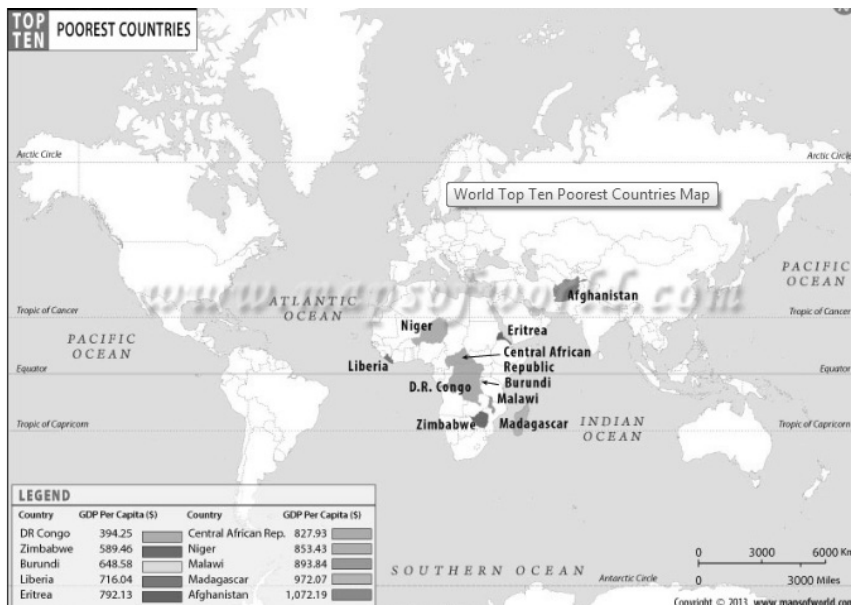 TOP
TEN
POOREST COUNTRIES
Arctic Circle
Arctic Circle
World Top Ten Poorest Countries Map
www.mapsofworld.com
PACIFIC
OCEAN
ATLANTIC
OCEAN
Afghanistan
Tropic of Cancer
Tropic of Cancer
PACIFIC
OCEAN
Niger
Eritrea
Central African
Republic
Liberia
Equator
Equator
D.R. Congo
Burundi
Malawi
Zimbabwe
Madagascar
INDIAN
OCEAN
Tropic of Capricorn
Tropic of Capricorn
LEGEND
Country GDP Per Capita ($) Country GDP Per Capita ($)
DR Congo 394.25 Central African Rep. 827.93
Zimbabwe 589.46 Niger 853.43
Burundi 648.58 Malawi 893.84
Liberia 716.04 Madagascar 972.07
Eritrea 792.13 Afghanistan 1,072.19
SOUTHERN OCEAN
Antarctic Circle
0 3000 6000 Km
0 3000 Miles
Copyright © 2013 www.mapsofworld.com